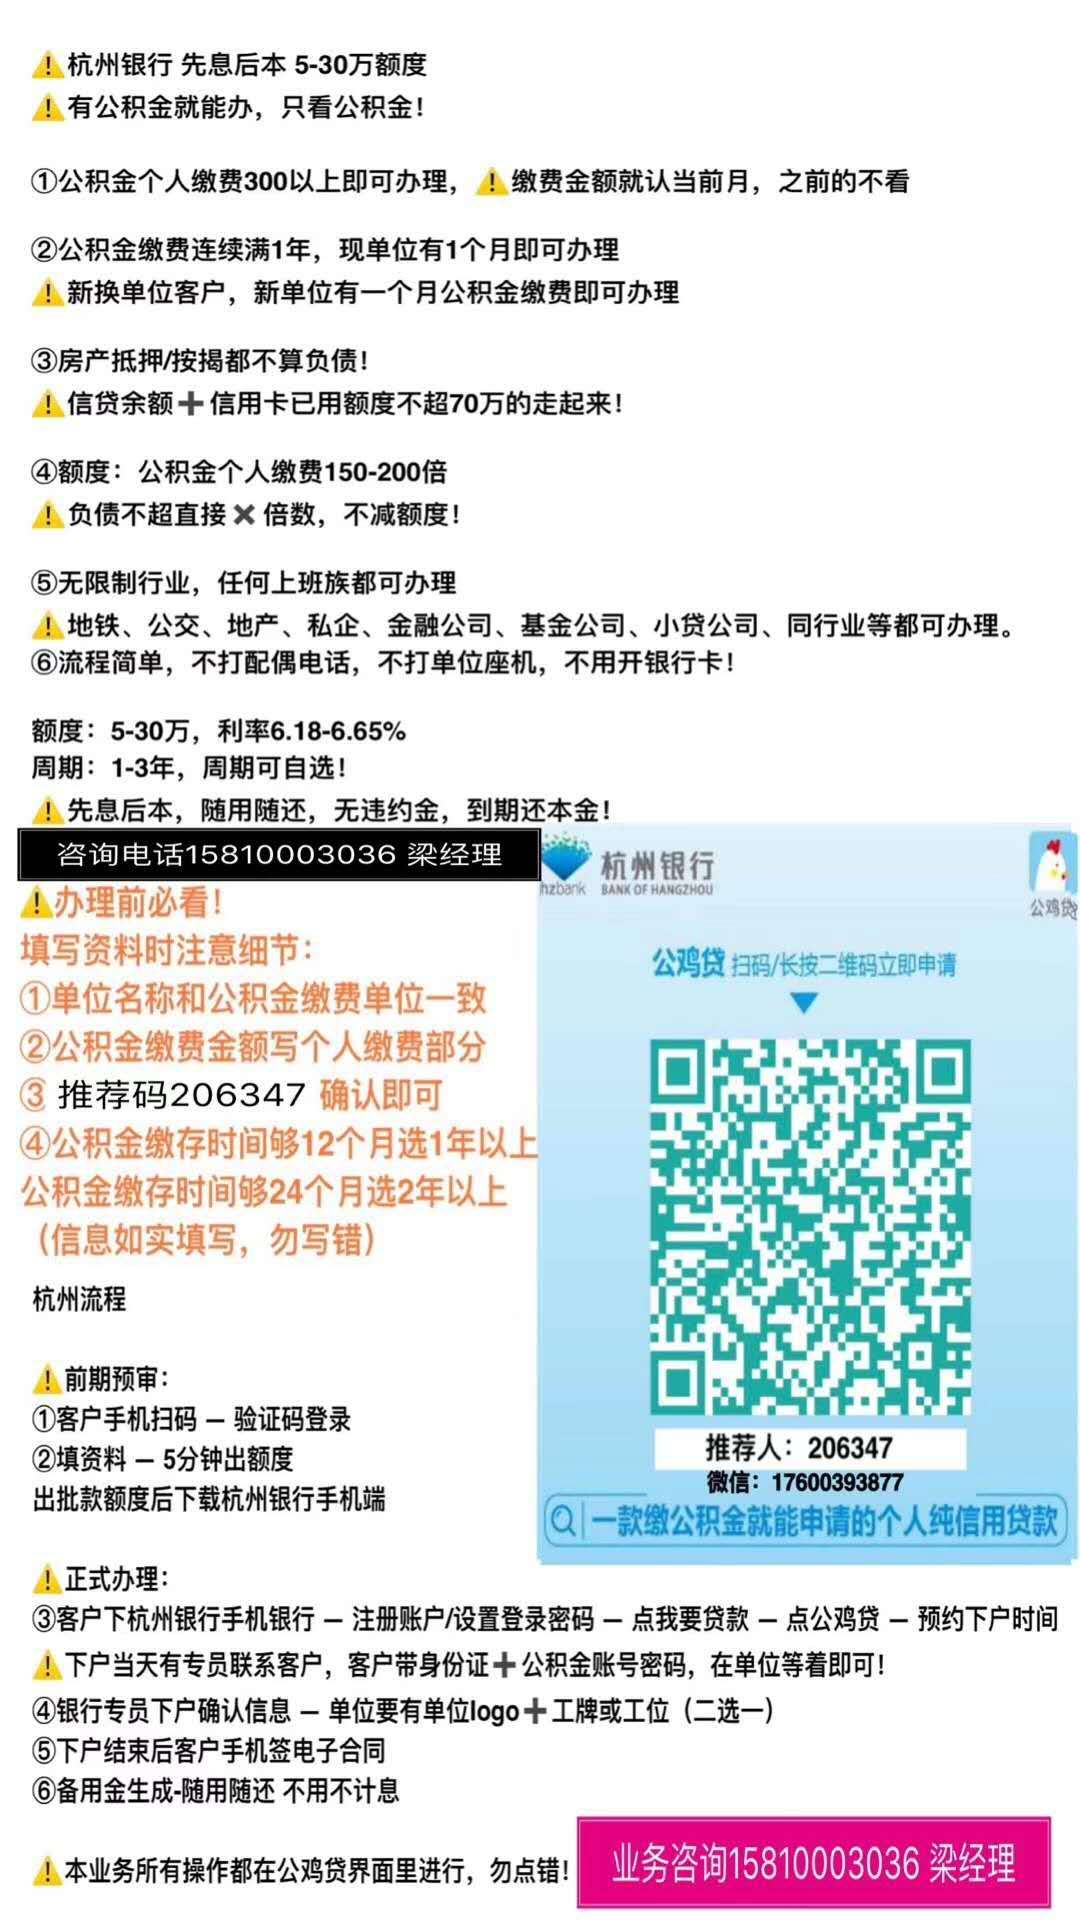 ⚠️杭州银行 先息后本 5-30万额度
⚠️有公积金就能办，只看公积金！
①公积金个人缴费300以上即可办理，⚠️缴费金额就认当前月，之前的不看
②公积金缴费连续满1年，现单位有1个月即可办理
⚠️新换单位客户，新单位有一个月公积金缴费即可办理
③房产抵押/按揭都不算负债！
⚠️信贷余额➕信用卡已用额度不超70万的走起来！
④额度：公积金个人缴费150-200倍
⚠️负债不超直接✖️倍数，不减额度！
⑤无限制行业，任何上班族都可办理
⚠️地铁、公交、地产、私企、金融公司、基金公司、小贷公司、同行业等都可办理。
⑥流程简单，不打配偶电话，不打单位座机，不用开银行卡！
额度：5-30万，利率6.18-6.65%
周期：1-3年，周期可自选！
⚠️先息后本，随用随还，无违约金，到期还本金！
咨询电话15810003036 梁经理
⚠️办理前必看！
填写资料时注意细节：
①单位名称和公积金缴费单位一致
②公积金缴费金额写个人缴费部分
③ 推荐码206347 确认即可
④公积金缴存时间够12个月选1年以上
公积金缴存时间够24个月选2年以上
（信息如实填写，勿写错）
hzbank 杭州银行
BANK OF HANGZHOU
公鸡贷
公鸡贷 扫码/长按二维码立即申请
推荐人：206347
微信：17600393877
一款缴公积金就能申请的个人纯信用贷款
杭州流程
⚠️前期预审：
①客户手机扫码 – 验证码登录
②填资料 – 5分钟出额度
出批款额度后下载杭州银行手机端
⚠️正式办理：
③客户下杭州银行手机银行 – 注册账户/设置登录密码 – 点我要贷款 – 点公鸡贷 – 预约下户时间
⚠️下户当天有专员联系客户，客户带身份证➕公积金账号密码，在单位等着即可！
④银行专员下户确认信息 – 单位要有单位logo➕工牌或工位（二选一）
⑤下户结束后客户手机签电子合同
⑥备用金生成-随用随还 不用不计息
⚠️本业务所有操作都在公鸡贷界面里进行，勿点错！
业务咨询15810003036 梁经理